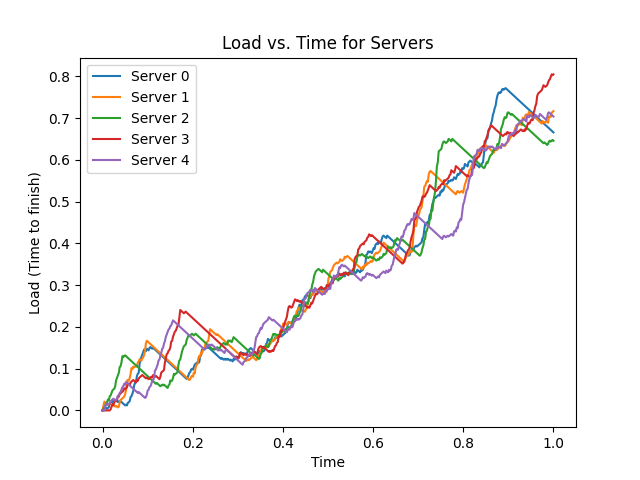 Load vs. Time for Servers
Server 0
Server 1
Server 2
Server 3
Server 4
Load (Time to finish)
0.8
0.7
0.6
0.5
0.4
0.3
0.2
0.1
0.0
0.0 0.2 0.4 0.6 0.8 1.0
Time